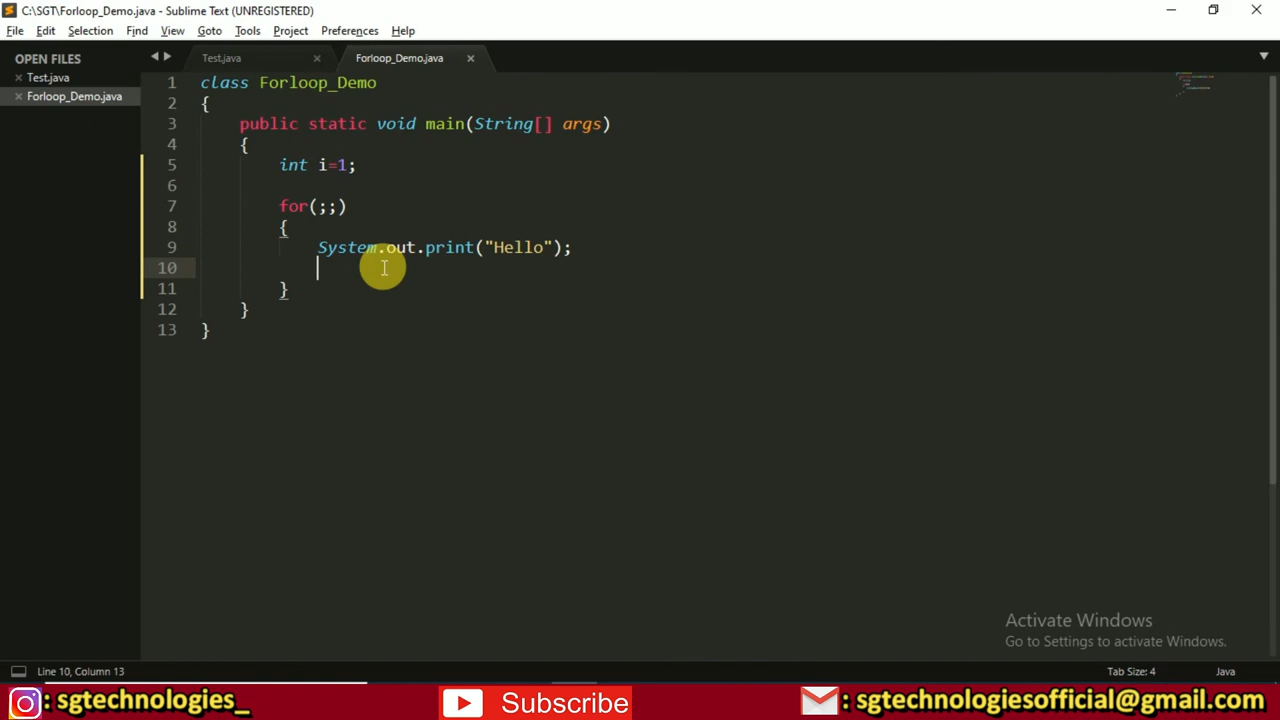 C:\SGT\Forloop_Demo.java - Sublime Text (UNREGISTERED)
File Edit Selection Find View Goto Tools Project Preferences Help
OPEN FILES
Test.java
Forloop_Demo.java
Test.java
Forloop_Demo.java
1 class Forloop_Demo
2 {
3 public static void main(String[] args)
4 {
5 int i=1;
6
7 for(;;)
8 {
9 System.out.print("Hello");
10
11 }
12 }
13 }
Activate Windows
Go to Settings to activate Windows.
Line 10, Column 13
Tab Size: 4
Java
: sgtechnologies_
Subscribe
: sgtechnologiesofficial@gmail.com